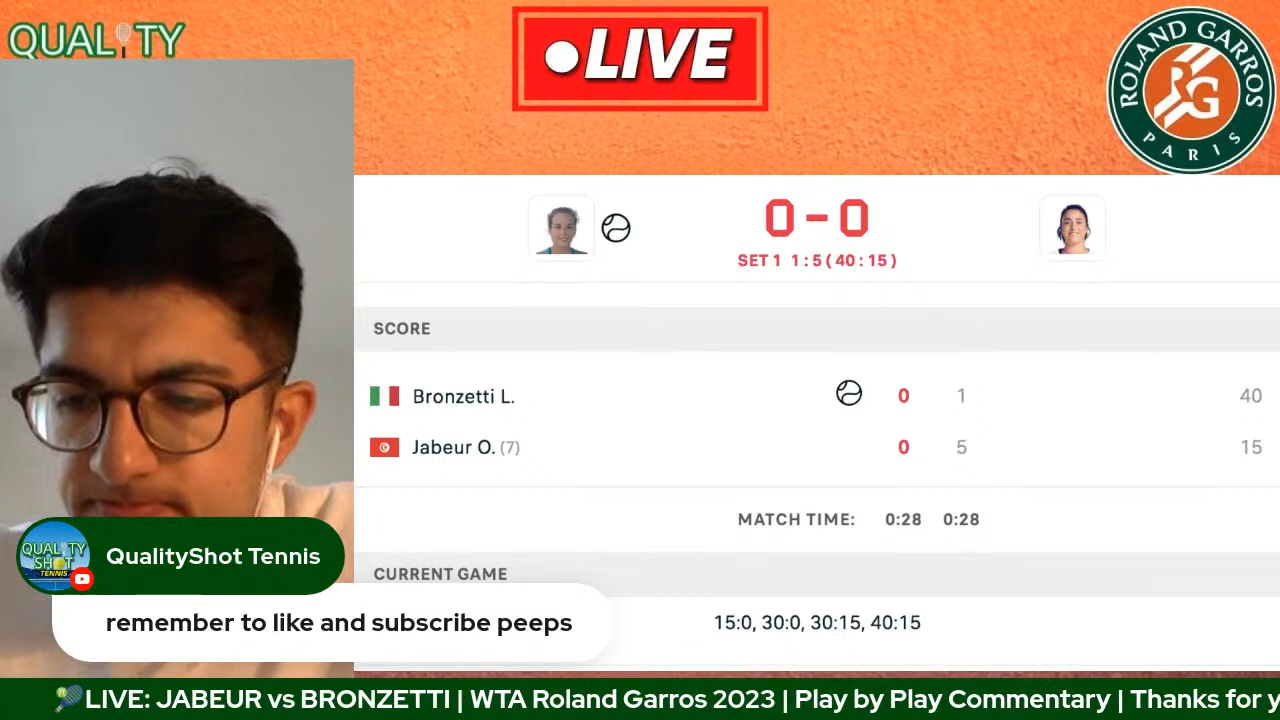 QUALITY
LIVE
ROLAND GARROS
PARIS
RG
0-0
SET 1 1 : 5 ( 40 : 15 )
SCORE
Bronzetti L. 0 1 40
Jabeur O. (7) 0 5 15
MATCH TIME: 0:28 0:28
CURRENT GAME
15:0, 30:0, 30:15, 40:15
QUALITY
SHOT
TENNIS
QualityShot Tennis
remember to like and subscribe peeps
LIVE: JABEUR vs BRONZETTI | WTA Roland Garros 2023 | Play by Play Commentary | Thanks for y